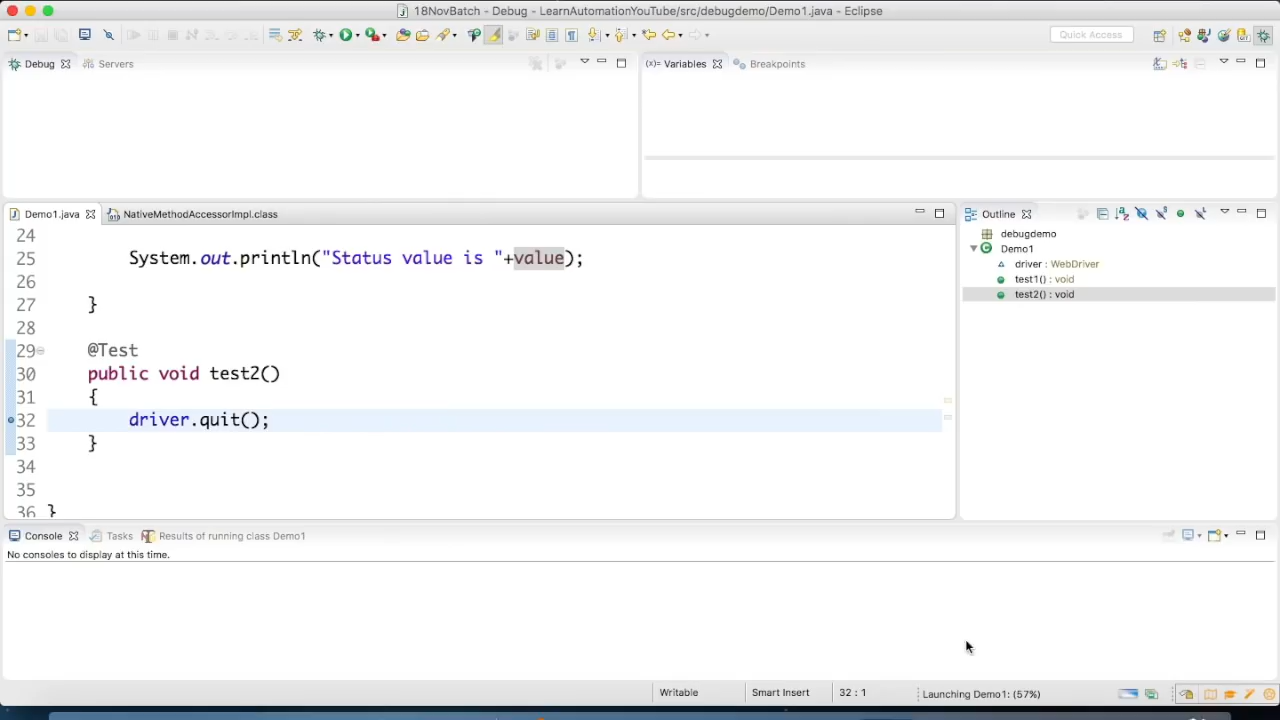 18NovBatch - Debug - LearnAutomationYouTube/src/debugdemo/Demo1.java - Eclipse
Quick Access
Debug
Servers
(x)= Variables
Breakpoints
Demo1.java
NativeMethodAccessorImpl.class
24
25 System.out.println("Status value is "+value);
26
27 }
28
29 @Test
30 public void test2()
31 {
32 driver.quit();
33 }
34
35
36 }
Outline
debugdemo
Demo1
driver : WebDriver
test1() : void
test2() : void
Console
Tasks
Results of running class Demo1
No consoles to display at this time.
Writable
Smart Insert
32 : 1
Launching Demo1: (57%)